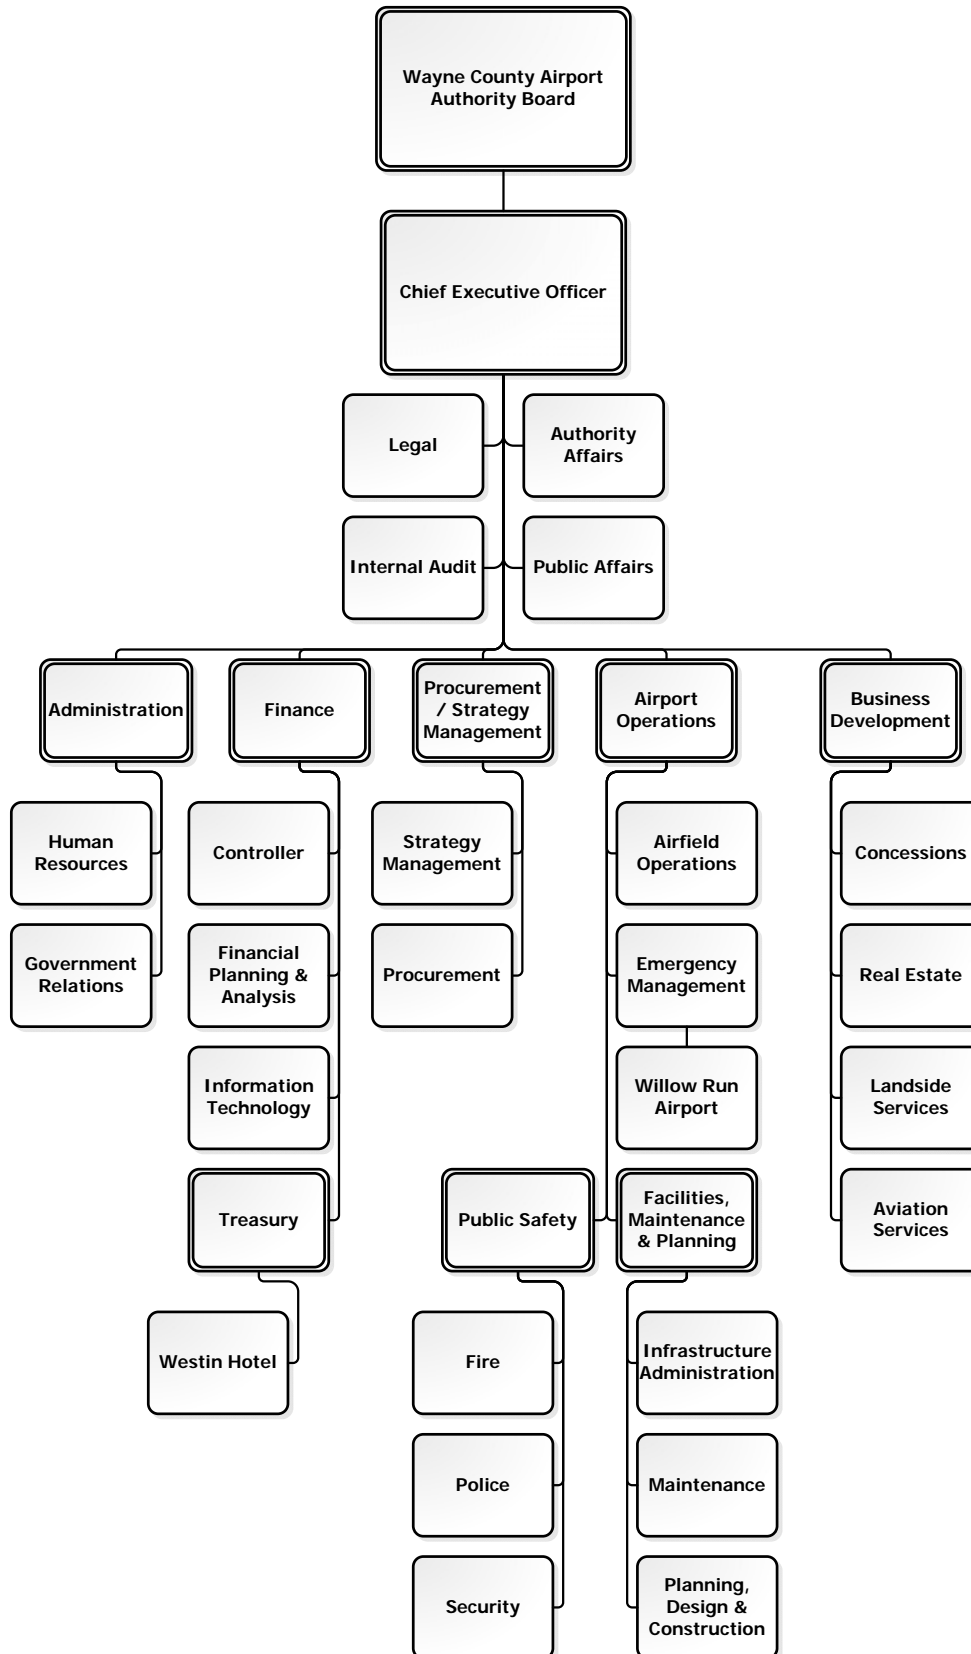 Wayne County Airport
Authority Board
Chief Executive Officer
Legal
Authority
Affairs
Internal Audit
Public Affairs
Administration
Finance
Procurement
/ Strategy
Management
Airport
Operations
Business
Development
Human
Resources
Controller
Strategy
Management
Airfield
Operations
Concessions
Government
Relations
Financial
Planning &
Analysis
Procurement
Emergency
Management
Real Estate
Information
Technology
Willow Run
Airport
Landside
Services
Treasury
Public Safety
Facilities,
Maintenance
& Planning
Aviation
Services
Westin Hotel
Fire
Infrastructure
Administration
Police
Maintenance
Security
Planning,
Design &
Construction